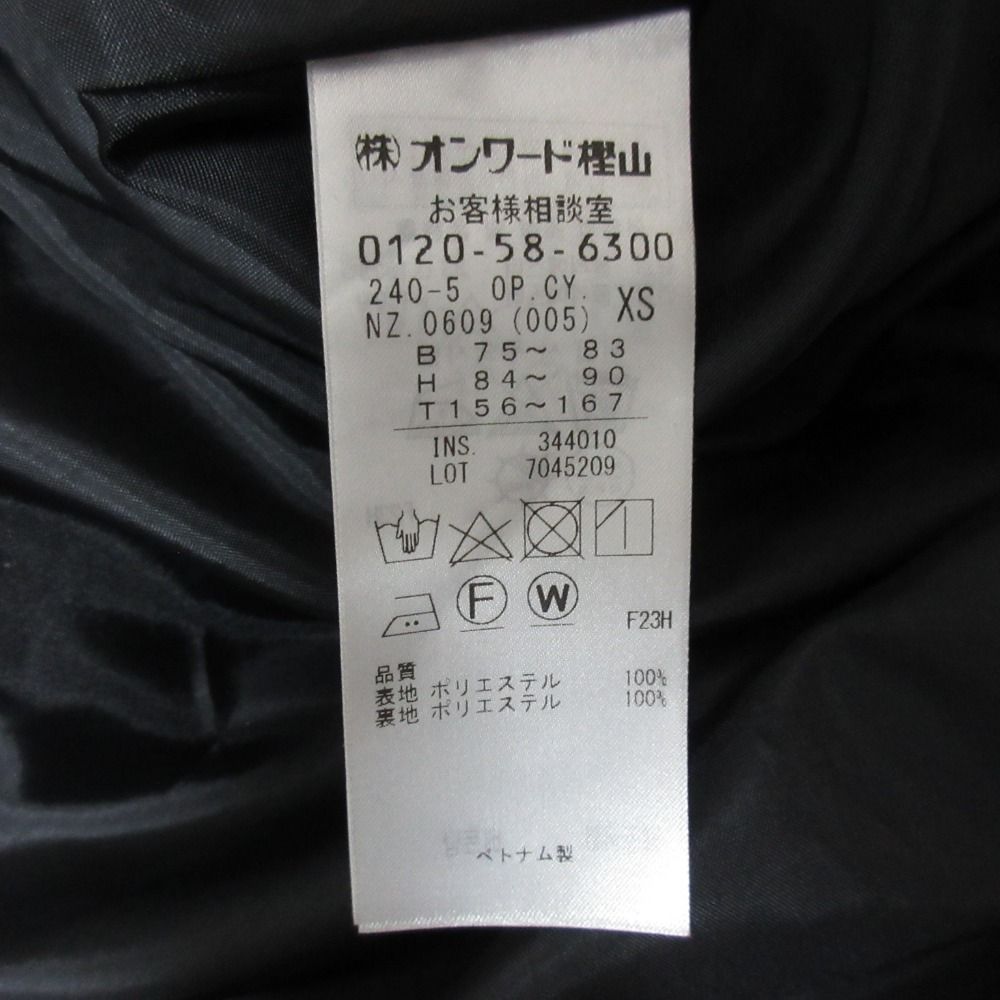 ㈱オンワード樫山
お客様相談室
0120-58-6300
240-5 OP.CY.
NZ.0609 (005) XS
B 75～ 83
H 84～ 90
T156～167
INS. 344010
LOT 7045209
F W
F23H
品質
表地 ポリエステル 100%
裏地 ポリエステル 100%
ベトナム製